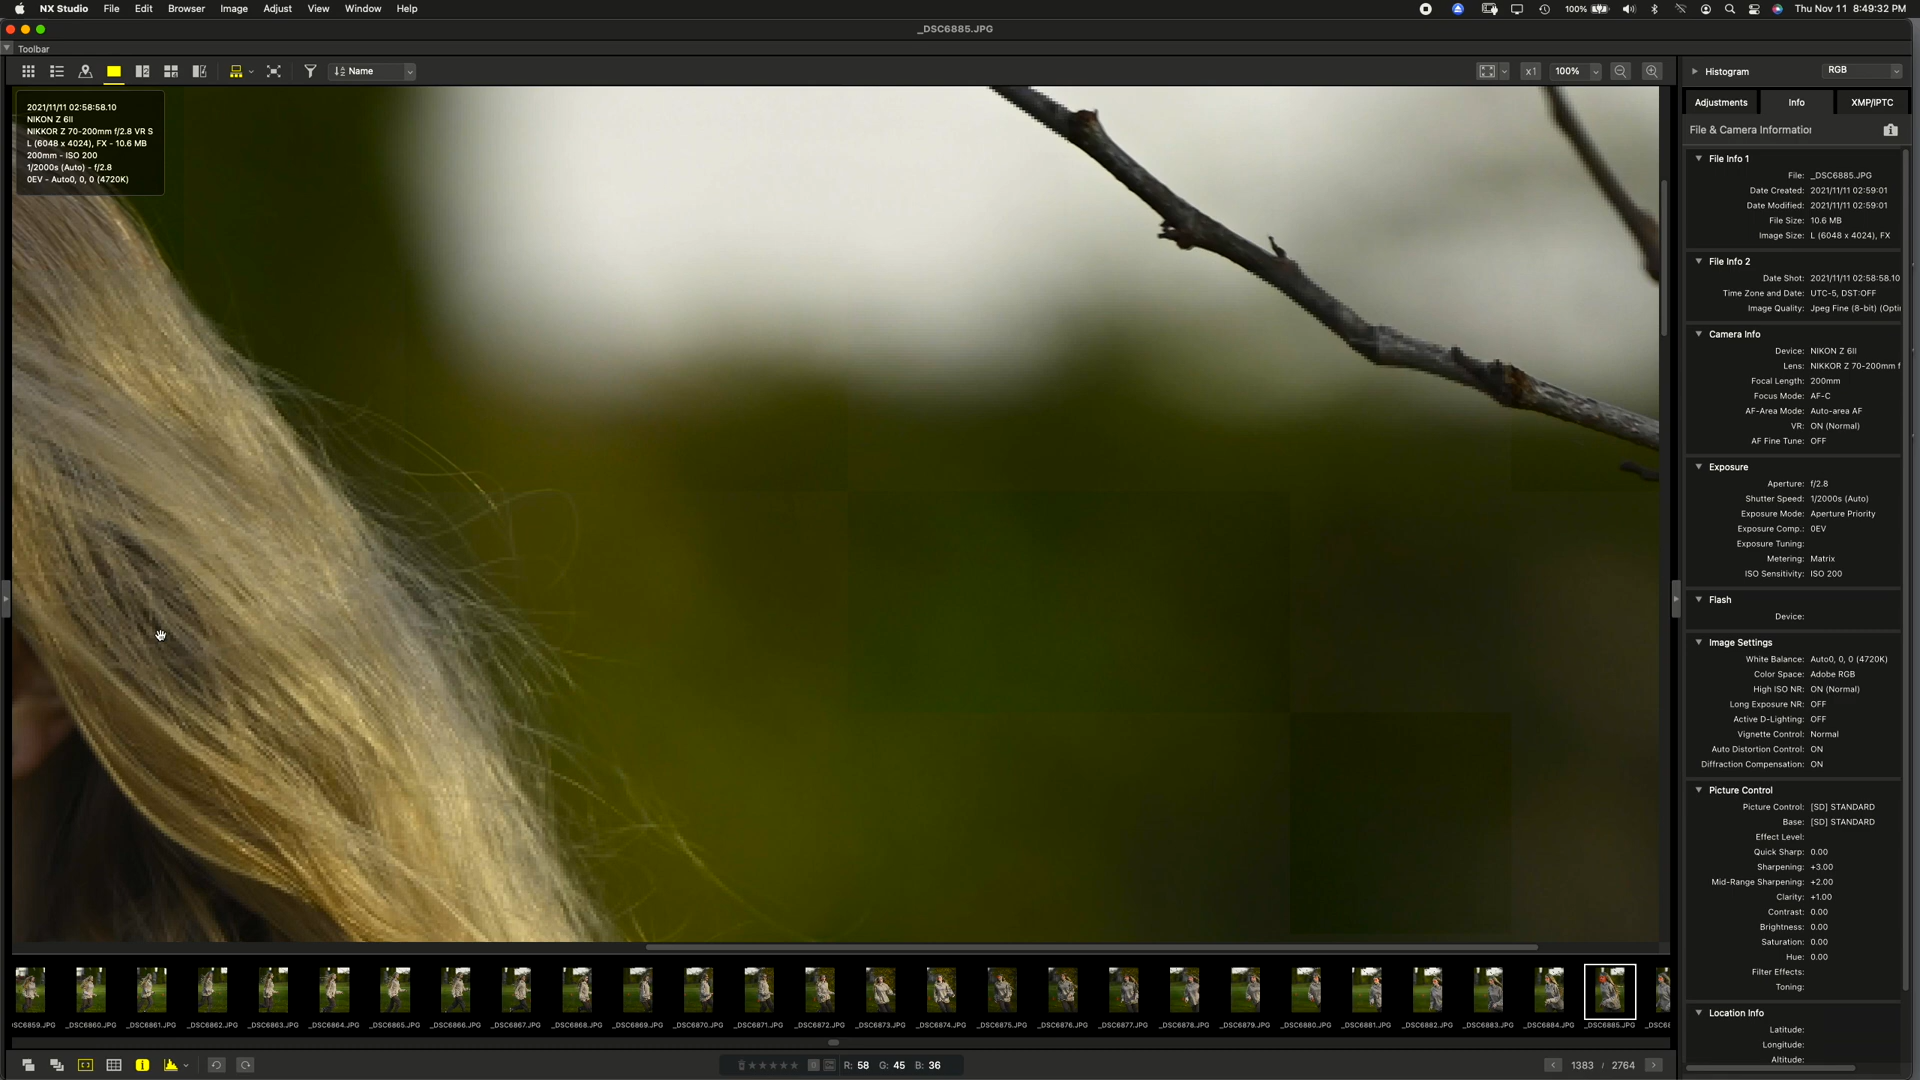 NX Studio File Edit Browser Image Adjust View Window Help 100% Thu Nov 11 8:49:32 PM
_DSC6885.JPG
Toolbar
Name x1 100% Histogram RGB
Adjustments Info XMP/IPTC
2021/11/11 02:58:58.10
NIKON Z 6II
NIKKOR Z 70-200mm f/2.8 VR S
L (6048 x 4024), FX - 10.6 MB
200mm - ISO 200
1/2000s (Auto) - f/2.8
0EV - Auto0, 0, 0 (4720K)
File & Camera Information
File Info 1
File: _DSC6885.JPG
Date Created: 2021/11/11 02:59:01
Date Modified: 2021/11/11 02:59:01
File Size: 10.6 MB
Image Size: L (6048 x 4024), FX
File Info 2
Date Shot: 2021/11/11 02:58:58.10
Time Zone and Date: UTC-5, DST:OFF
Image Quality: Jpeg Fine (8-bit) (Opti
Camera Info
Device: NIKON Z 6II
Lens: NIKKOR Z 70-200mm f
Focal Length: 200mm
Focus Mode: AF-C
AF-Area Mode: Auto-area AF
VR: ON (Normal)
AF Fine Tune: OFF
Exposure
Aperture: f/2.8
Shutter Speed: 1/2000s (Auto)
Exposure Mode: Aperture Priority
Exposure Comp.: 0EV
Exposure Tuning:
Metering: Matrix
ISO Sensitivity: ISO 200
Flash
Device:
Image Settings
White Balance: Auto0, 0, 0 (4720K)
Color Space: Adobe RGB
High ISO NR: ON (Normal)
Long Exposure NR: OFF
Active D-Lighting: OFF
Vignette Control: Normal
Auto Distortion Control: ON
Diffraction Compensation: ON
Picture Control
Picture Control: [SD] STANDARD
Base: [SD] STANDARD
Effect Level:
Quick Sharp: 0.00
Sharpening: +3.00
Mid-Range Sharpening: +2.00
Clarity: +1.00
Contrast: 0.00
Brightness: 0.00
Saturation: 0.00
Hue: 0.00
Filter Effects:
Toning:
Location Info
Latitude:
Longitude:
Altitude:
SC6859.JPG _DSC6860.JPG _DSC6861.JPG _DSC6862.JPG _DSC6863.JPG _DSC6864.JPG _DSC6865.JPG _DSC6866.JPG _DSC6867.JPG _DSC6868.JPG _DSC6869.JPG _DSC6870.JPG _DSC6871.JPG _DSC6872.JPG _DSC6873.JPG _DSC6874.JPG _DSC6875.JPG _DSC6876.JPG _DSC6877.JPG _DSC6878.JPG _DSC6879.JPG _DSC6880.JPG _DSC6881.JPG _DSC6882.JPG _DSC6883.JPG _DSC6884.JPG _DSC6885.JPG _DSC68
R: 58 G: 45 B: 36 1383 / 2764